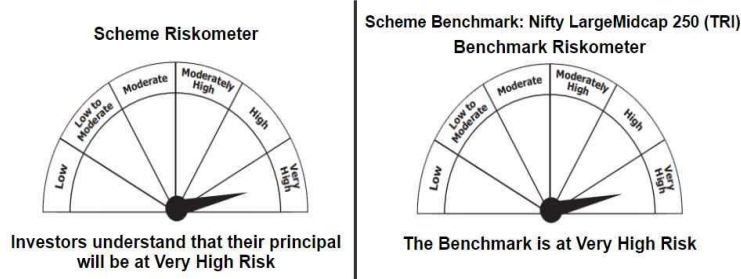 Scheme Riskometer
Low
Low to
Moderate
Moderate
Moderately
High
High
Very
High
Investors understand that their principal
will be at Very High Risk
Scheme Benchmark: Nifty LargeMidcap 250 (TRI)
Benchmark Riskometer
Low
Low to
Moderate
Moderate
Moderately
High
High
Very
High
The Benchmark is at Very High Risk